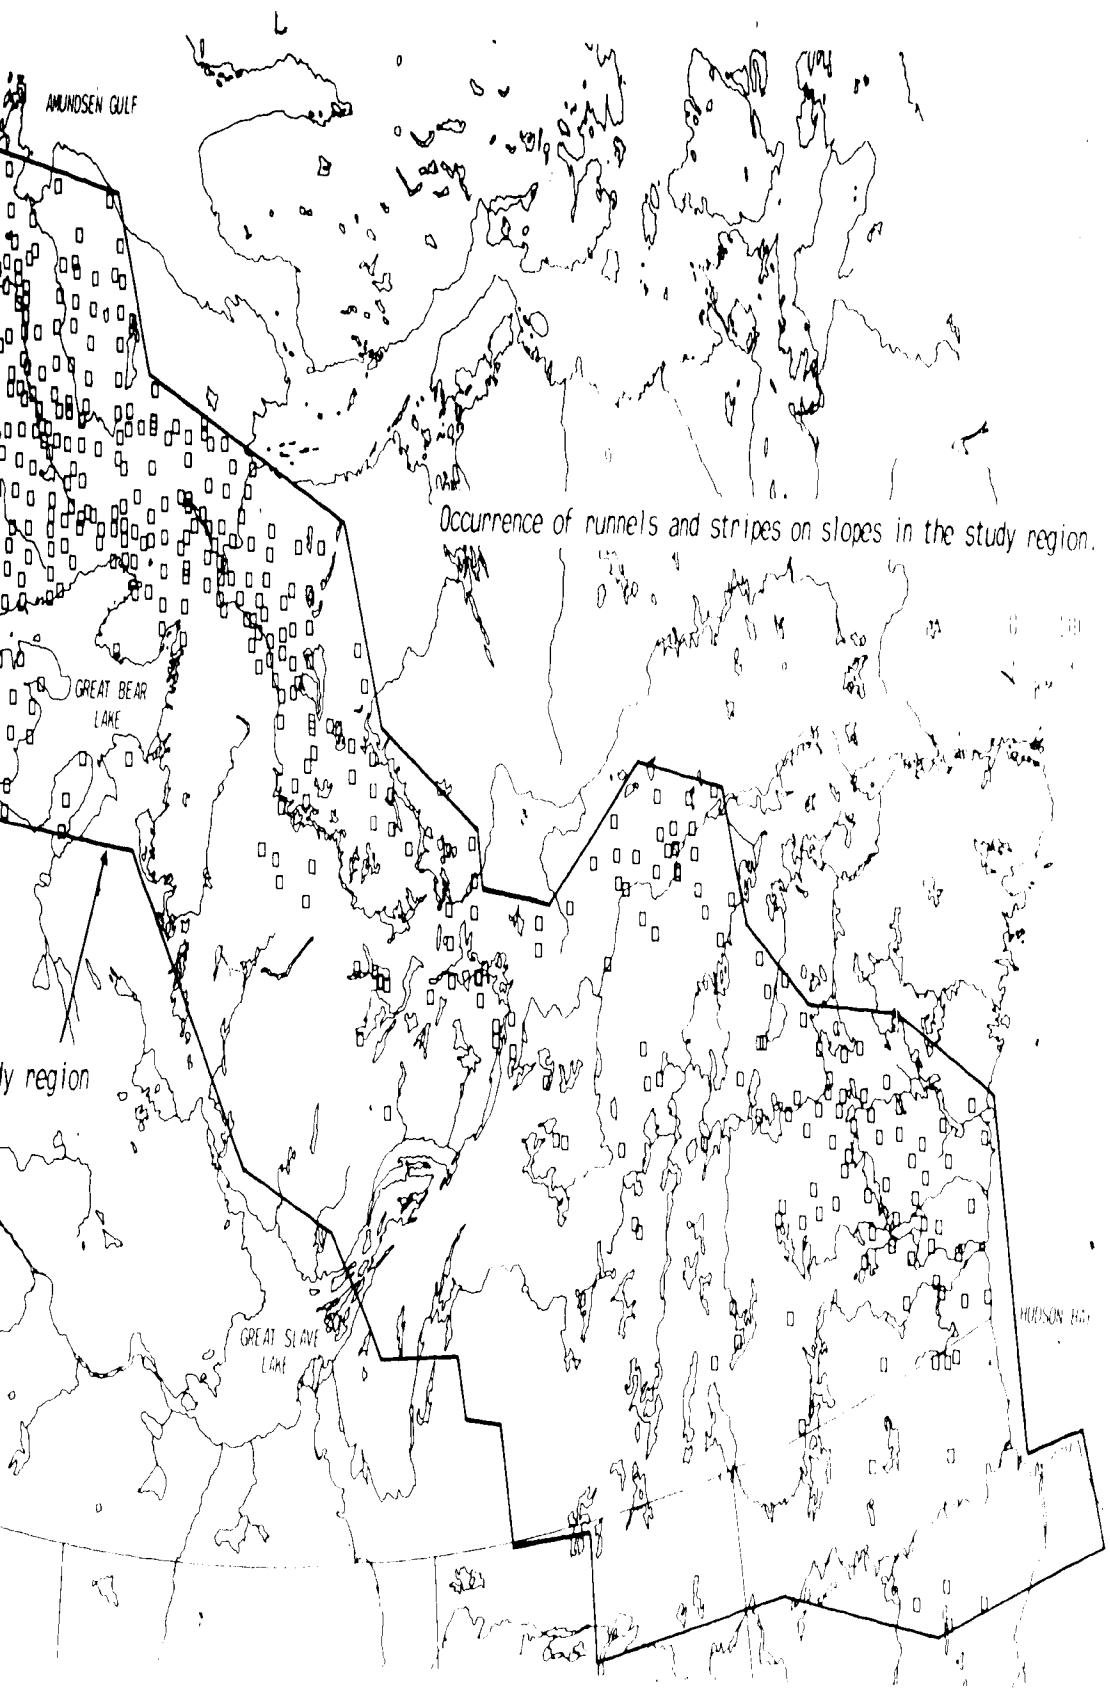 AMUNDSEN GULF
Occurrence of runnels and stripes on slopes in the study region.
GREAT BEAR
LAKE
dy region
GREAT SLAVE
LAKE
HUDSON BAY